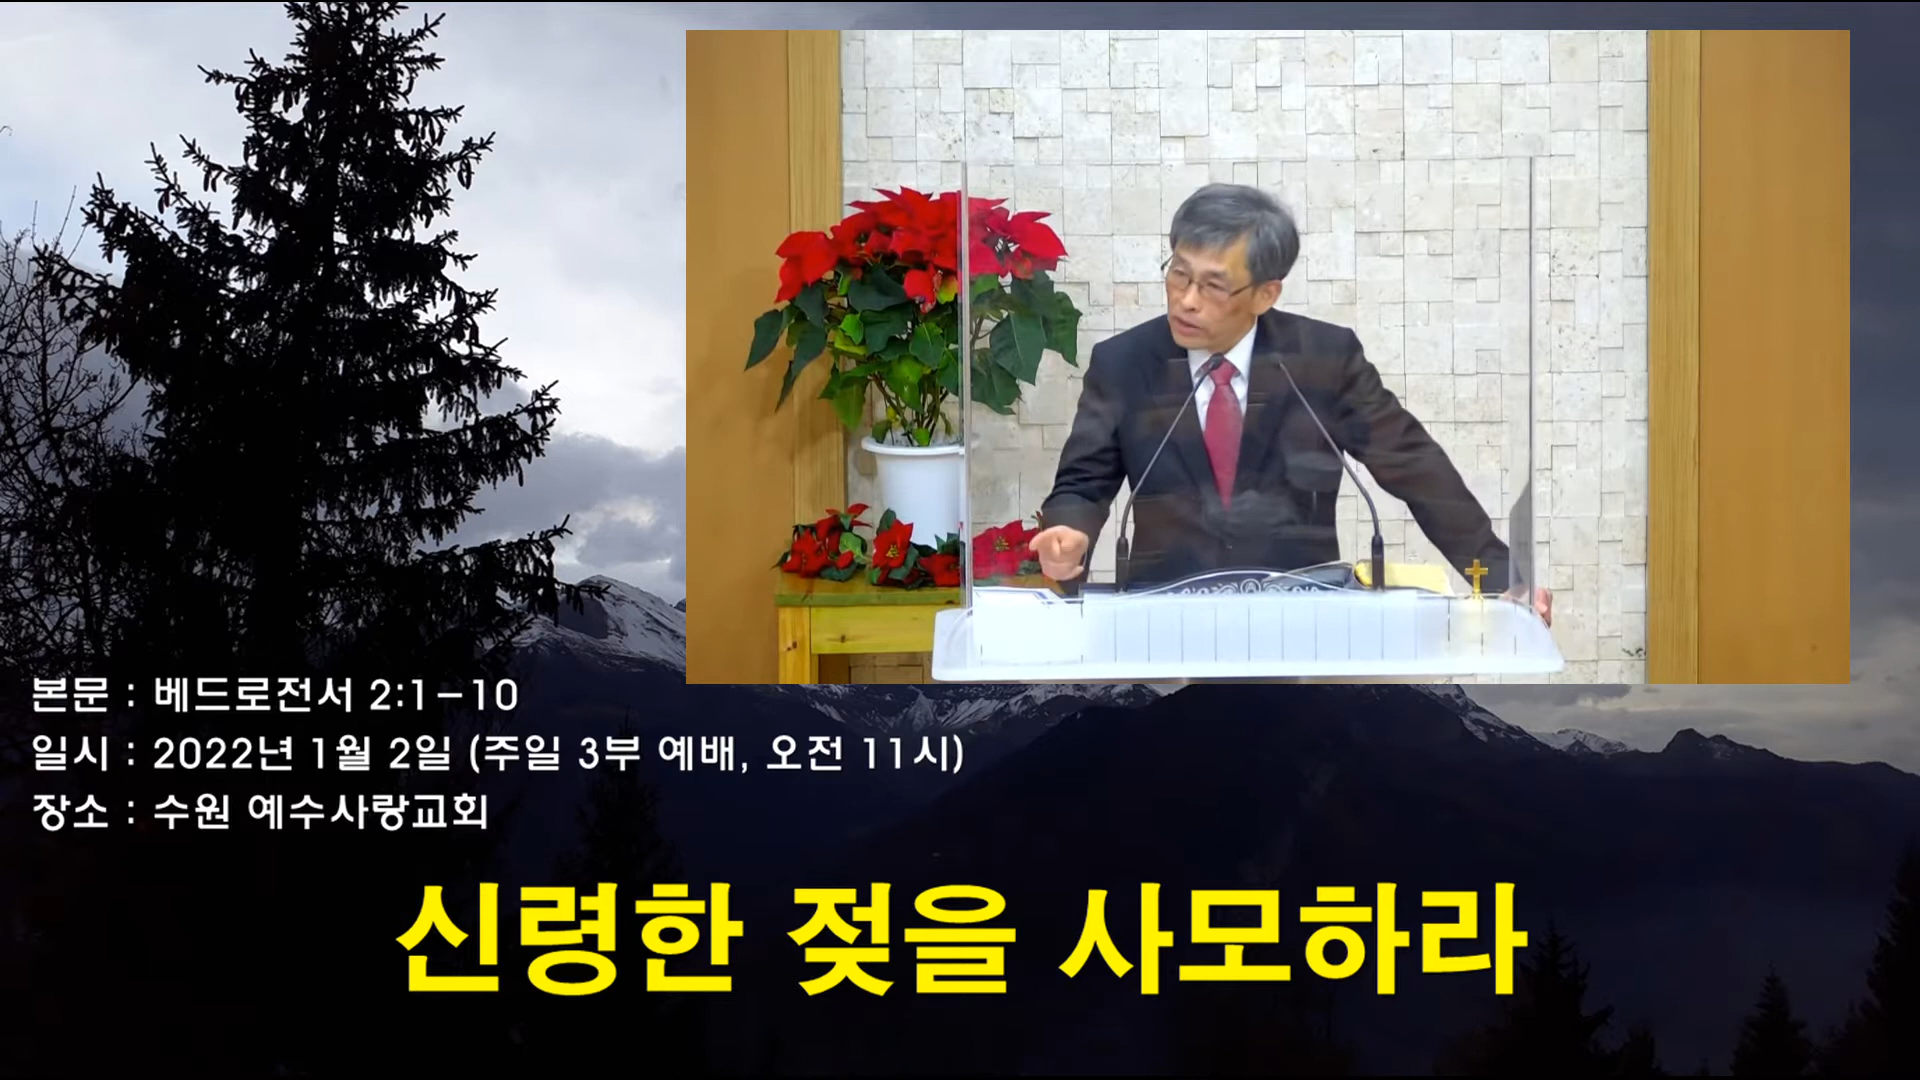 본문 : 베드로전서 2:1-10
일시 : 2022년 1월 2일 (주일 3부 예배, 오전 11시)
장소 : 수원 예수사랑교회
신령한 젖을 사모하라